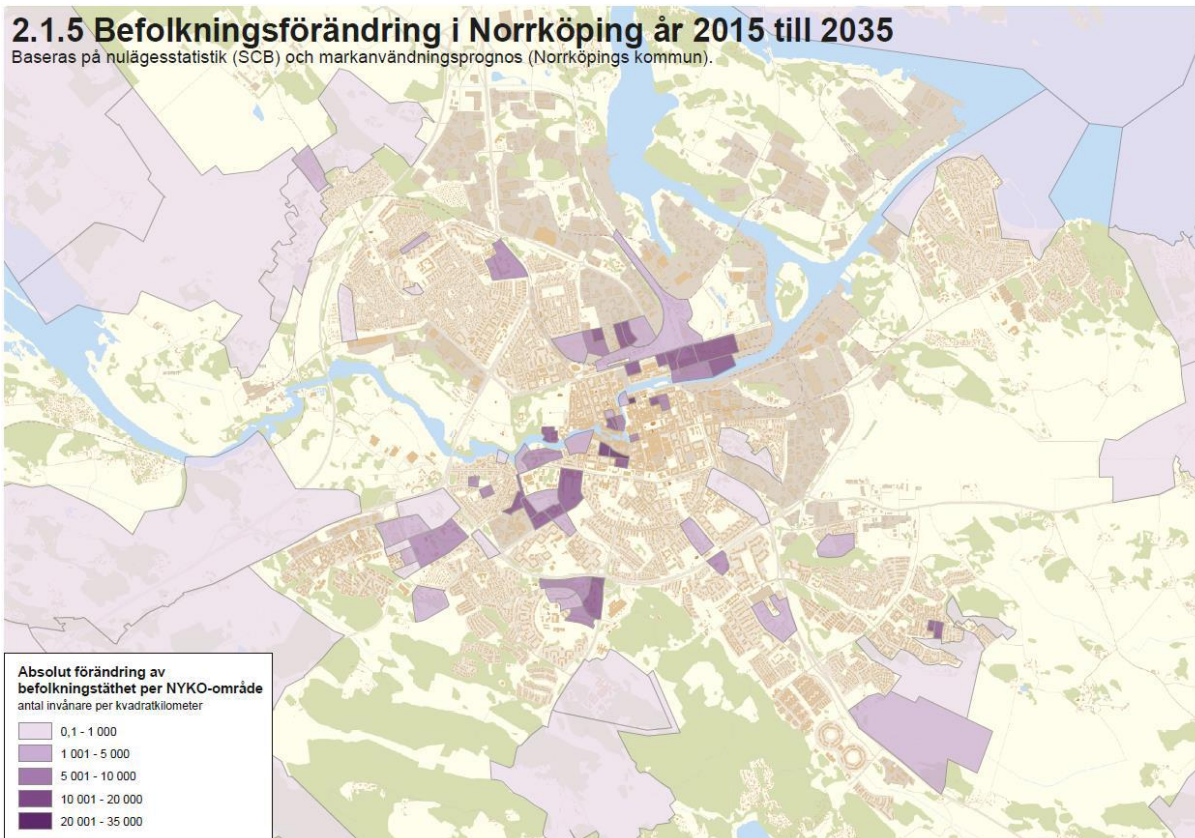 2.1.5 Befolkningsförändring i Norrköping år 2015 till 2035
Baseras på nulägesstatistik (SCB) och markanvändningsprognos (Norrköpings kommun).
Absolut förändring av
befolkningstäthet per NYKO-område
antal invånare per kvadratkilometer
0,1 - 1 000
1 001 - 5 000
5 001 - 10 000
10 001 - 20 000
20 001 - 35 000